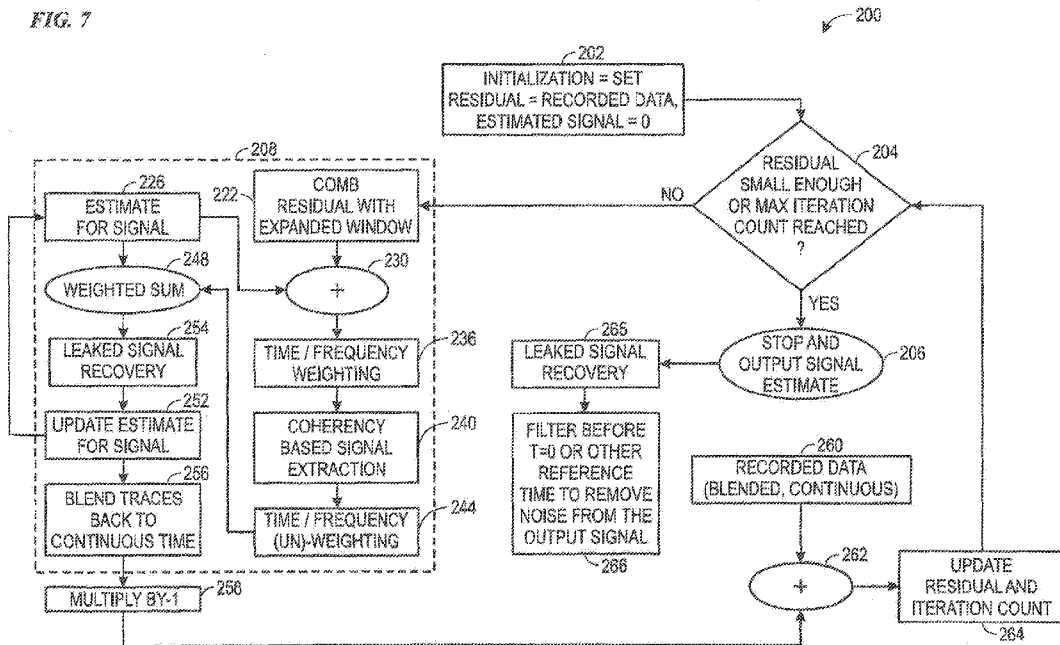 FIG. 7
200
202
INITIALIZATION = SET
RESIDUAL = RECORDED DATA,
ESTIMATED SIGNAL = 0
204
RESIDUAL
SMALL ENOUGH
OR MAX ITERATION
COUNT REACHED
?
NO
YES
208
226
ESTIMATE
FOR SIGNAL
222
COMB
RESIDUAL WITH
EXPANDED WINDOW
248
WEIGHTED SUM
230
+
254
LEAKED SIGNAL
RECOVERY
236
TIME / FREQUENCY
WEIGHTING
252
UPDATE ESTIMATE
FOR SIGNAL
240
COHERENCY
BASED SIGNAL
EXTRACTION
256
BLEND TRACES
BACK TO
CONTINUOUS TIME
244
TIME / FREQUENCY
(UN)-WEIGHTING
258
MULTIPLY BY-1
206
STOP AND
OUTPUT SIGNAL
ESTIMATE
265
LEAKED SIGNAL
RECOVERY
FILTER BEFORE
T=0 OR OTHER
REFERENCE
TIME TO REMOVE
NOISE FROM THE
OUTPUT SIGNAL
266
260
RECORDED DATA
(BLENDED, CONTINUOUS)
262
+
UPDATE
RESIDUAL AND
ITERATION COUNT
264